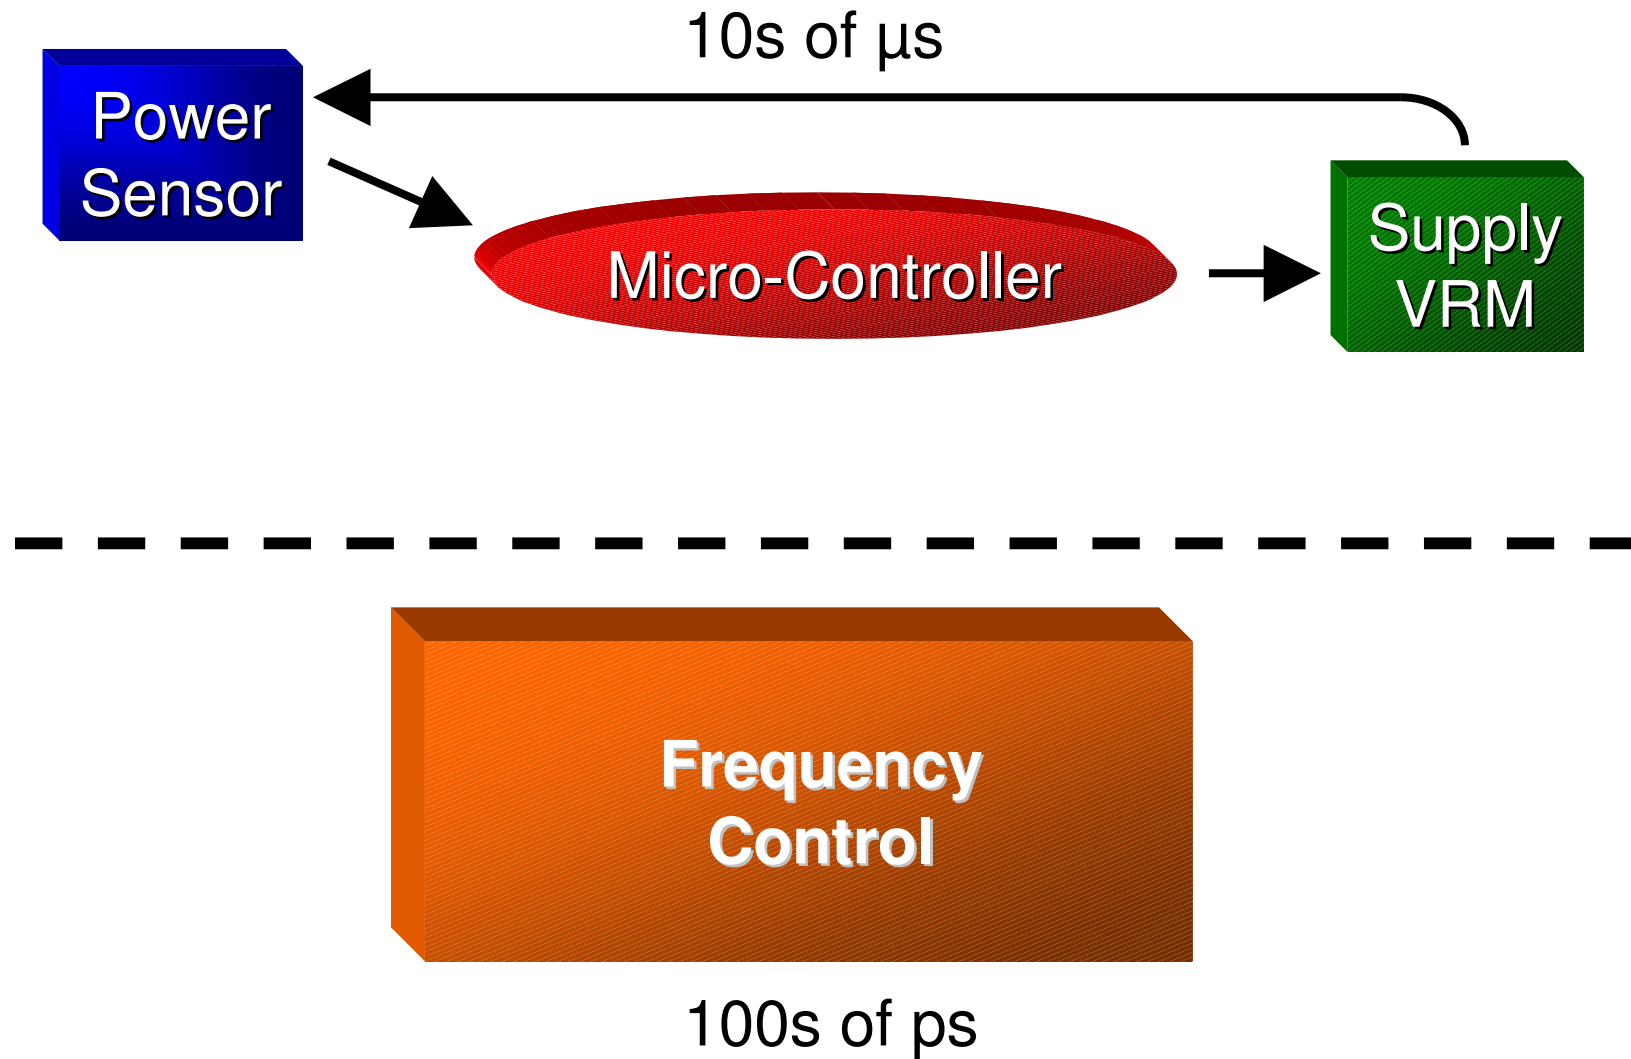 10s of µs
Power
Sensor
Micro-Controller
Supply
VRM
Frequency
Control
100s of ps